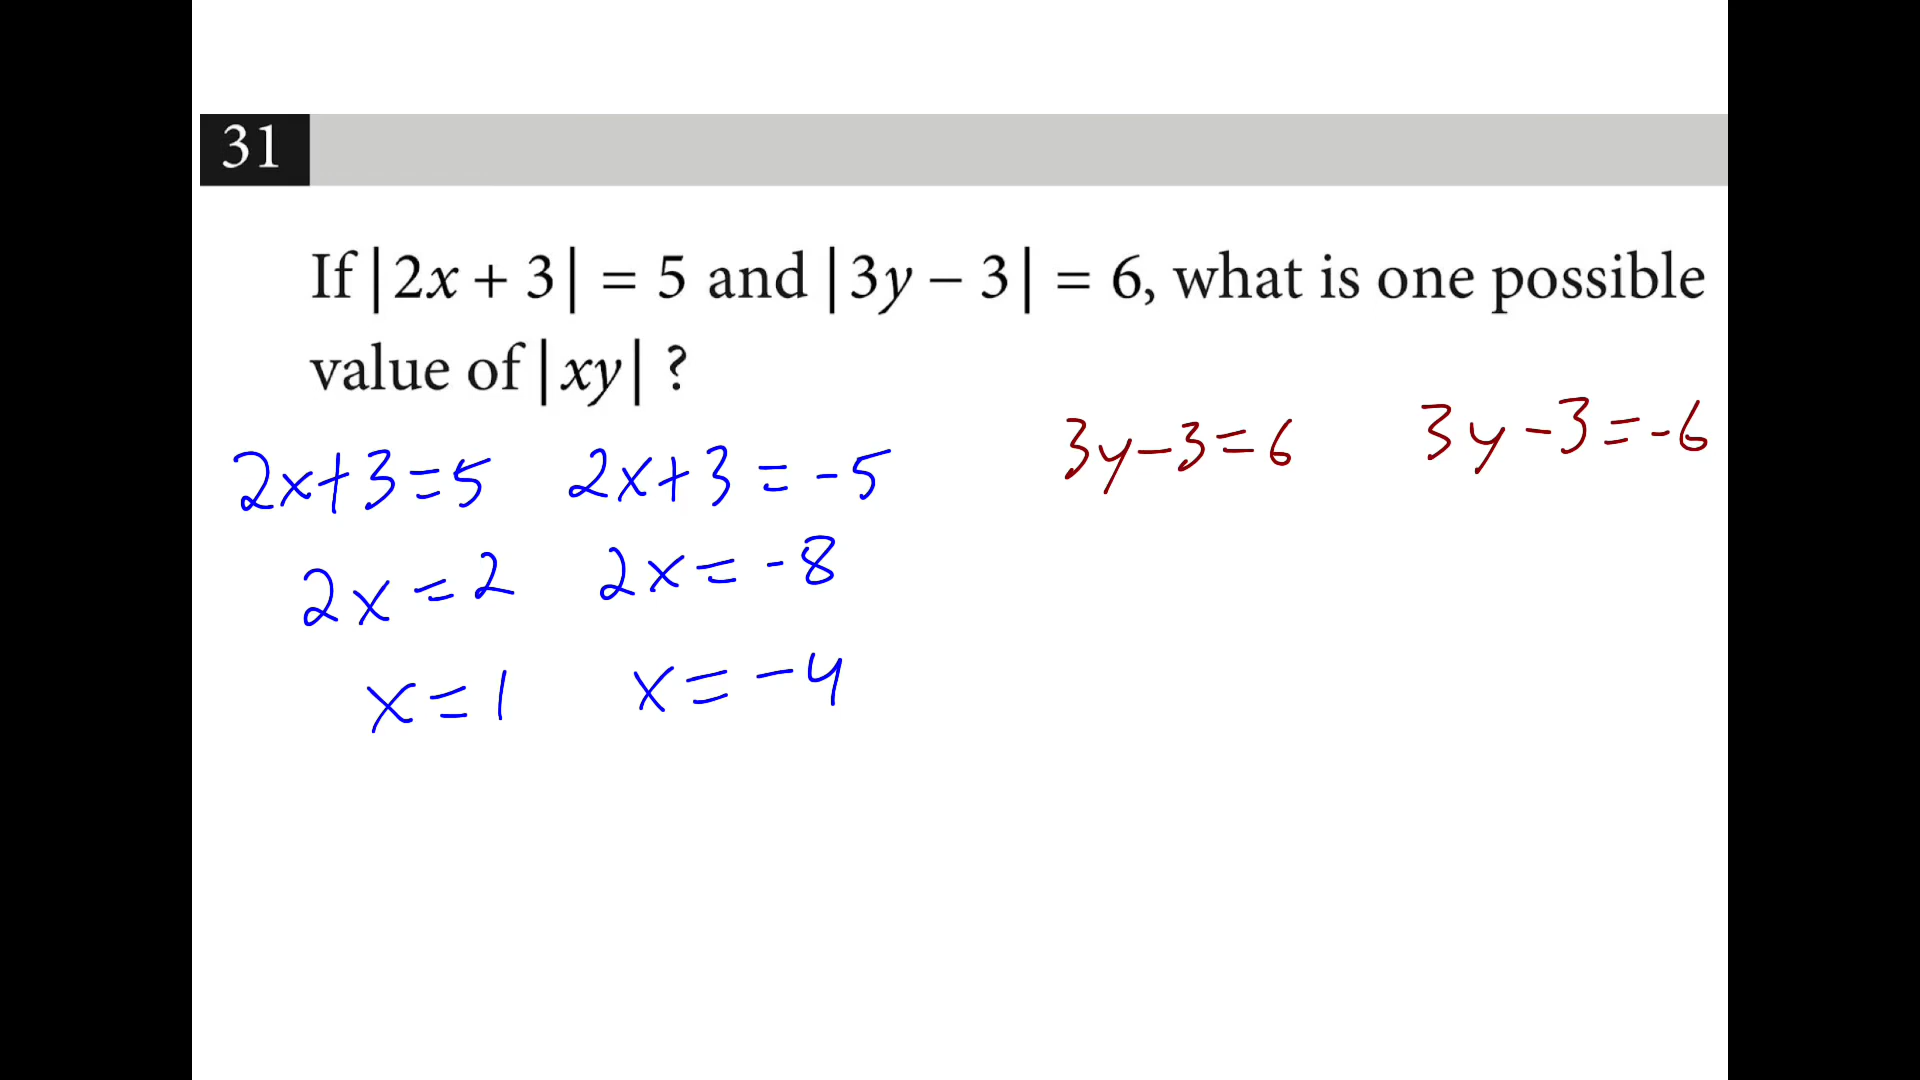 31
If |2x + 3| = 5 and |3y − 3| = 6, what is one possible
value of |xy| ?
2x+3=5 2x+3=-5 3y-3=6 3y-3=-6
2x=2 2x=-8
x=1 x=-4